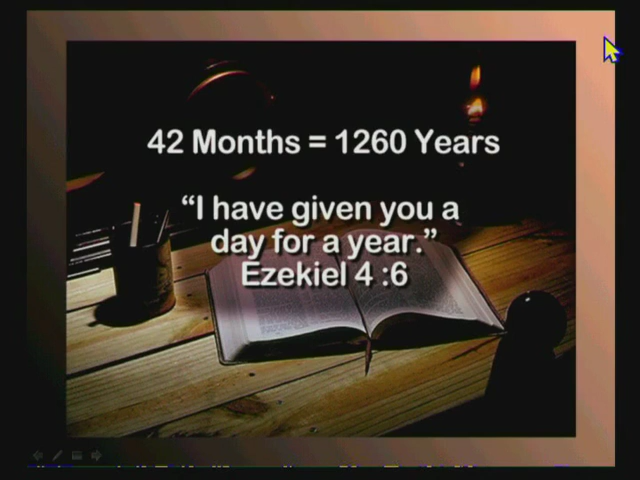 42 Months = 1260 Years
“I have given you a
day for a year.”
Ezekiel 4 :6